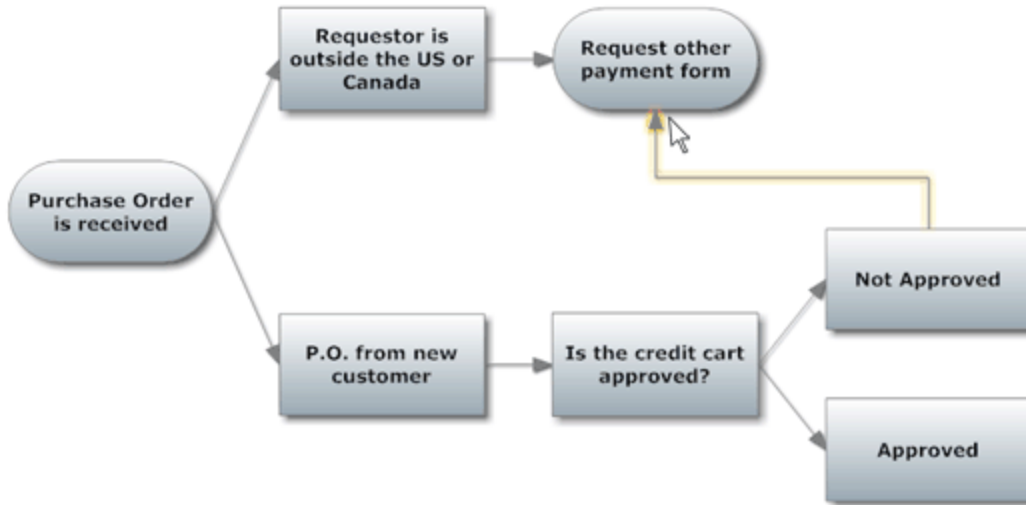 Requestor is
outside the US or
Canada
Request other
payment form
Purchase Order
is received
Not Approved
P.O. from new
customer
Is the credit cart
approved?
Approved